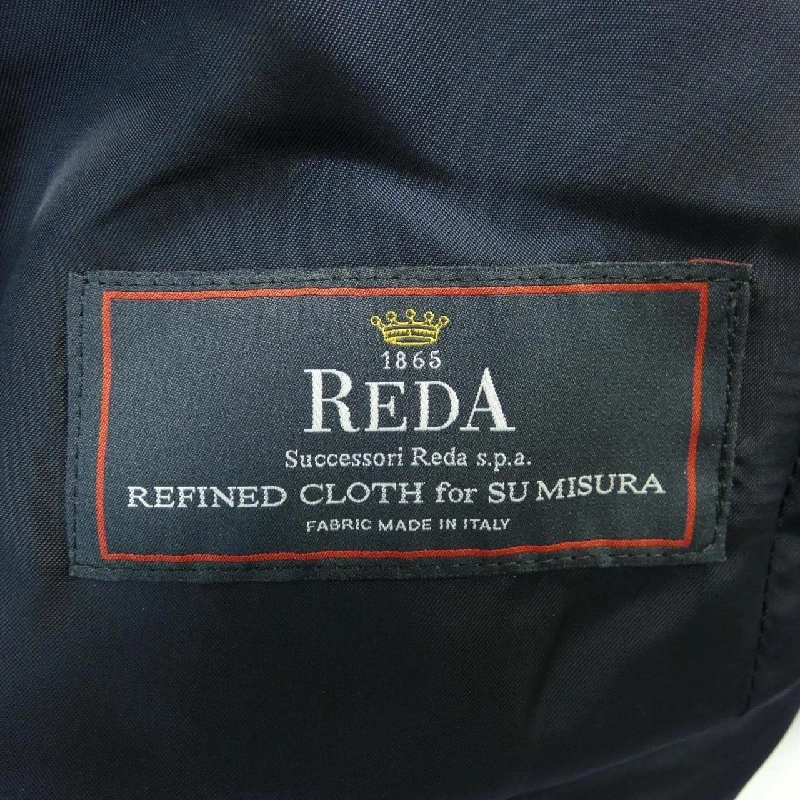 1865
REDA
Successori Reda s.p.a.
REFINED CLOTH for SU MISURA
FABRIC MADE IN ITALY